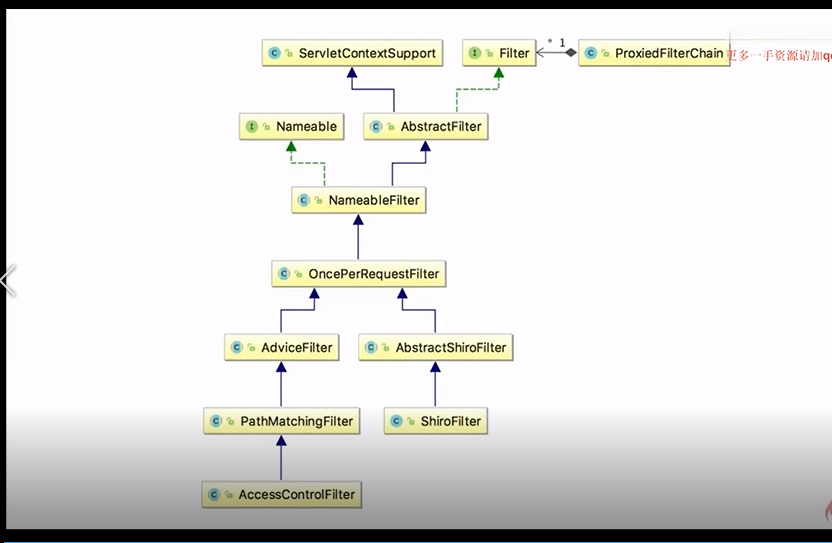 ServletContextSupport
Filter
* 1
ProxiedFilterChain
更多一手资源请加q
Nameable
AbstractFilter
NameableFilter
OncePerRequestFilter
AdviceFilter
AbstractShiroFilter
PathMatchingFilter
ShiroFilter
AccessControlFilter